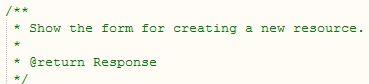 /**
 * Show the form for creating a new resource.
 *
 * @return Response
 */